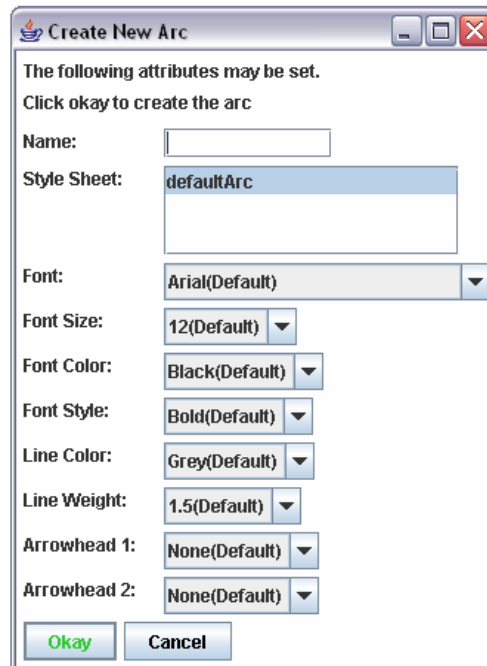 Create New Arc
The following attributes may be set.
Click okay to create the arc
Name:
Style Sheet: defaultArc
Font: Arial(Default)
Font Size: 12(Default)
Font Color: Black(Default)
Font Style: Bold(Default)
Line Color: Grey(Default)
Line Weight: 1.5(Default)
Arrowhead 1: None(Default)
Arrowhead 2: None(Default)
Okay Cancel